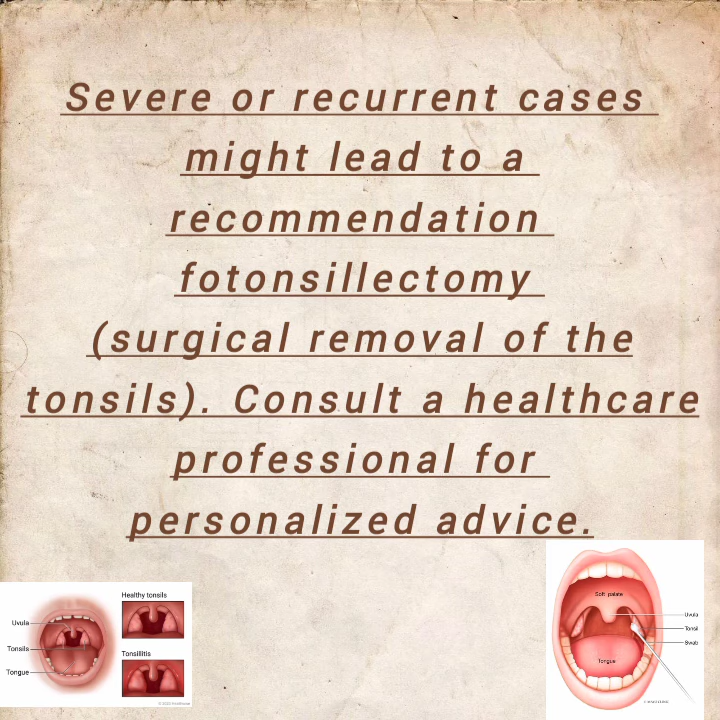 Severe or recurrent cases
might lead to a
recommendation
fotonsillectomy
(surgical removal of the
tonsils). Consult a healthcare
professional for
personalized advice.
Healthy tonsils
Uvula
Tonsils
Tongue
Tonsillitis
Soft palate
Uvula
Tonsil
Swab
Tongue